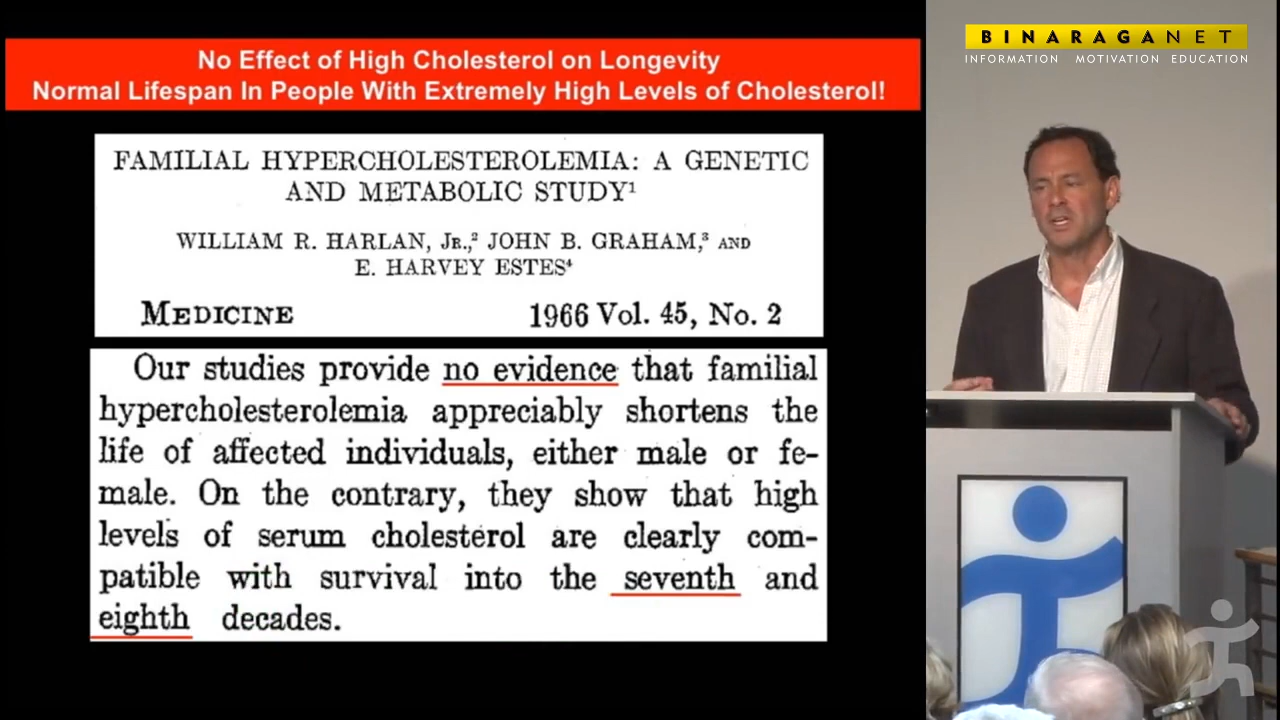 No Effect of High Cholesterol on Longevity
Normal Lifespan In People With Extremely High Levels of Cholesterol!
FAMILIAL HYPERCHOLESTEROLEMIA: A GENETIC
AND METABOLIC STUDY¹
WILLIAM R. HARLAN, JR.,² JOHN B. GRAHAM,³ AND
E. HARVEY ESTES⁴
MEDICINE 1966 Vol. 45, No. 2
Our studies provide no evidence that familial
hypercholesterolemia appreciably shortens the
life of affected individuals, either male or fe-
male. On the contrary, they show that high
levels of serum cholesterol are clearly com-
patible with survival into the seventh and
eighth decades.
BINARAGANET
INFORMATION MOTIVATION EDUCATION